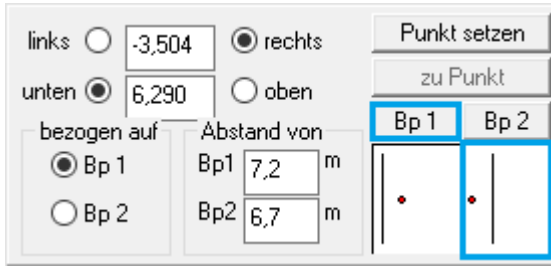 links -3,504 rechts Punkt setzen
unten 6,290 oben zu Punkt
bezogen auf Abstand von Bp 1 Bp 2
Bp 1 Bp1 7,2 m
Bp 2 Bp2 6,7 m